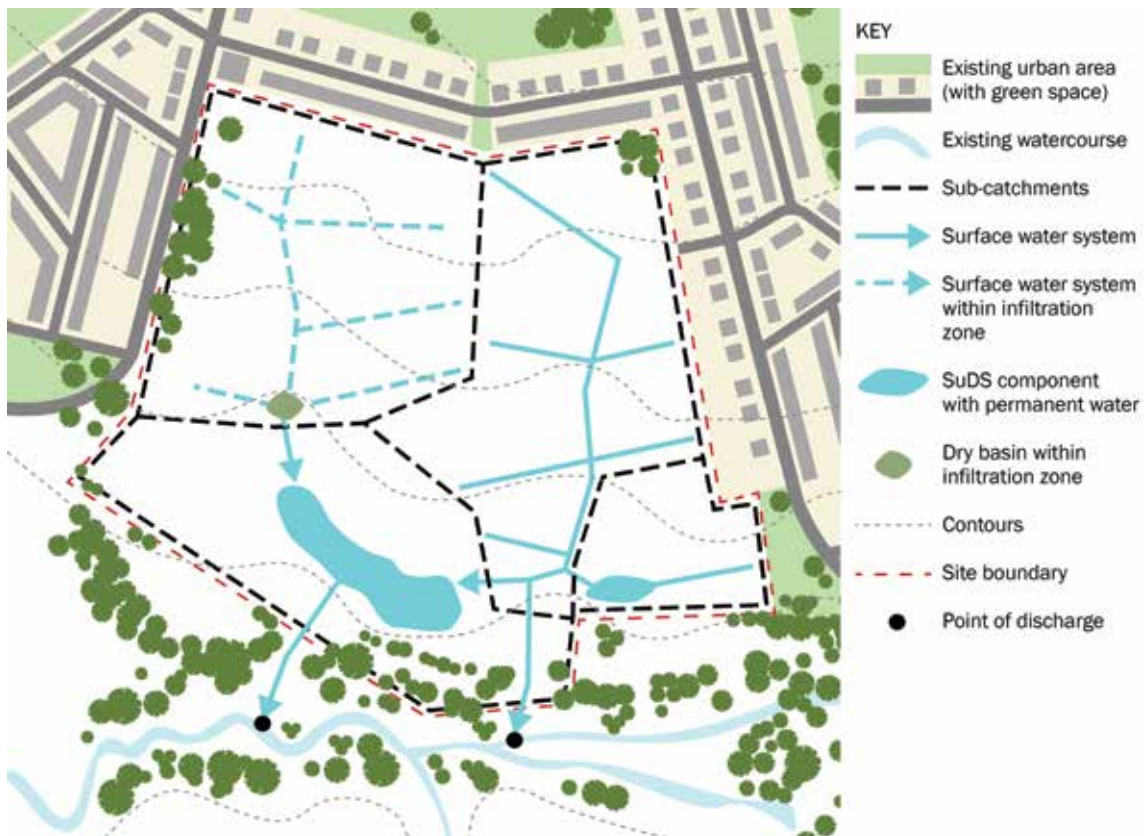 KEY
Existing urban area
(with green space)
Existing watercourse
Sub-catchments
Surface water system
Surface water system
within infiltration
zone
SuDS component
with permanent water
Dry basin within
infiltration zone
Contours
Site boundary
Point of discharge